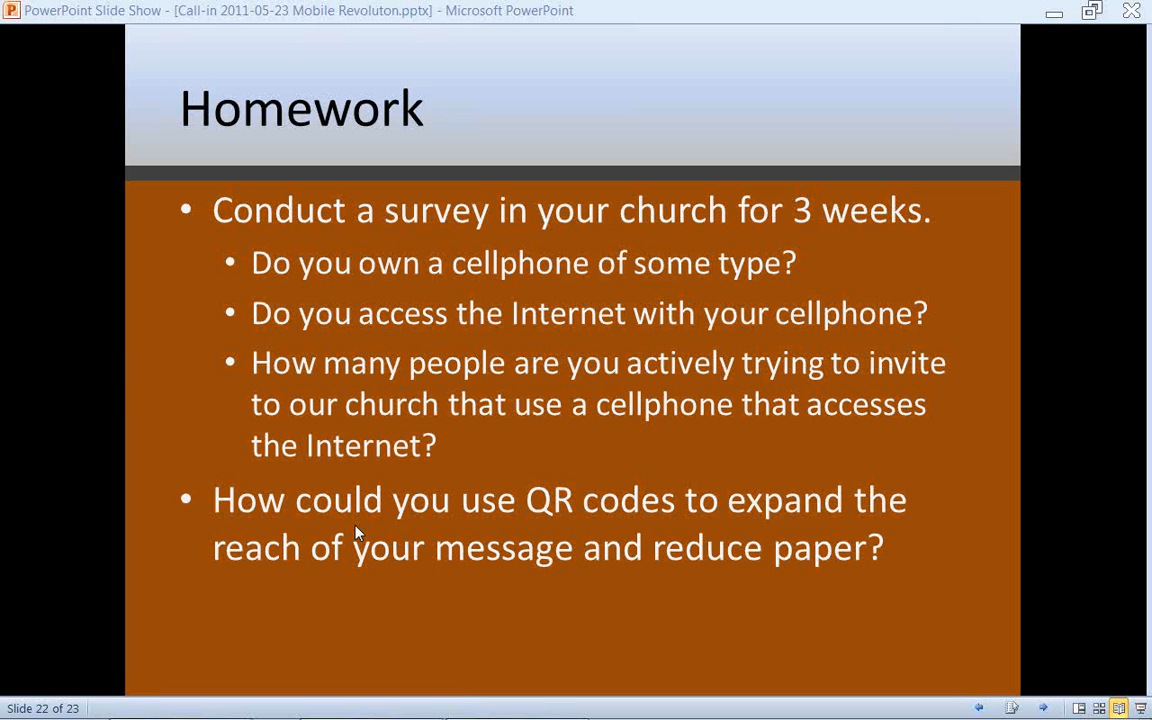 PowerPoint Slide Show - [Call-in 2011-05-23 Mobile Revoluton.pptx] - Microsoft PowerPoint
Homework
• Conduct a survey in your church for 3 weeks.
• Do you own a cellphone of some type?
• Do you access the Internet with your cellphone?
• How many people are you actively trying to invite
to our church that use a cellphone that accesses
the Internet?
• How could you use QR codes to expand the
reach of your message and reduce paper?
Slide 22 of 23